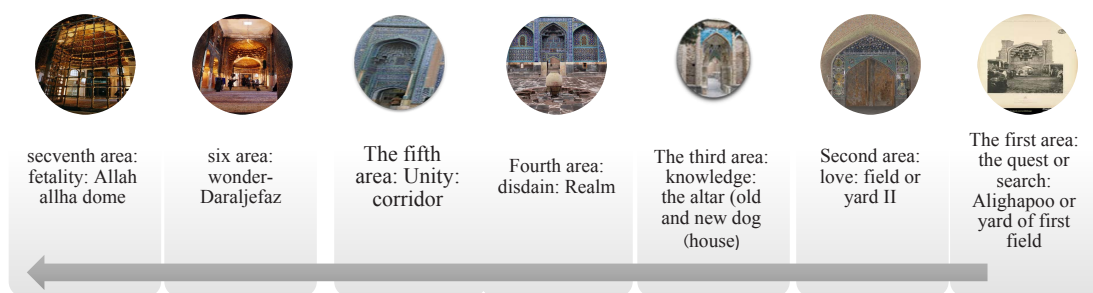 secventh area:
fetality: Allah
allha dome
six area:
wonder-
Daraljefaz
The fifth
area: Unity:
corridor
Fourth area:
disdain: Realm
The third area:
knowledge:
the altar (old
and new dog
(house)
Second area:
love: field or
yard II
The first area:
the quest or
search:
Alighapoo or
yard of first
field